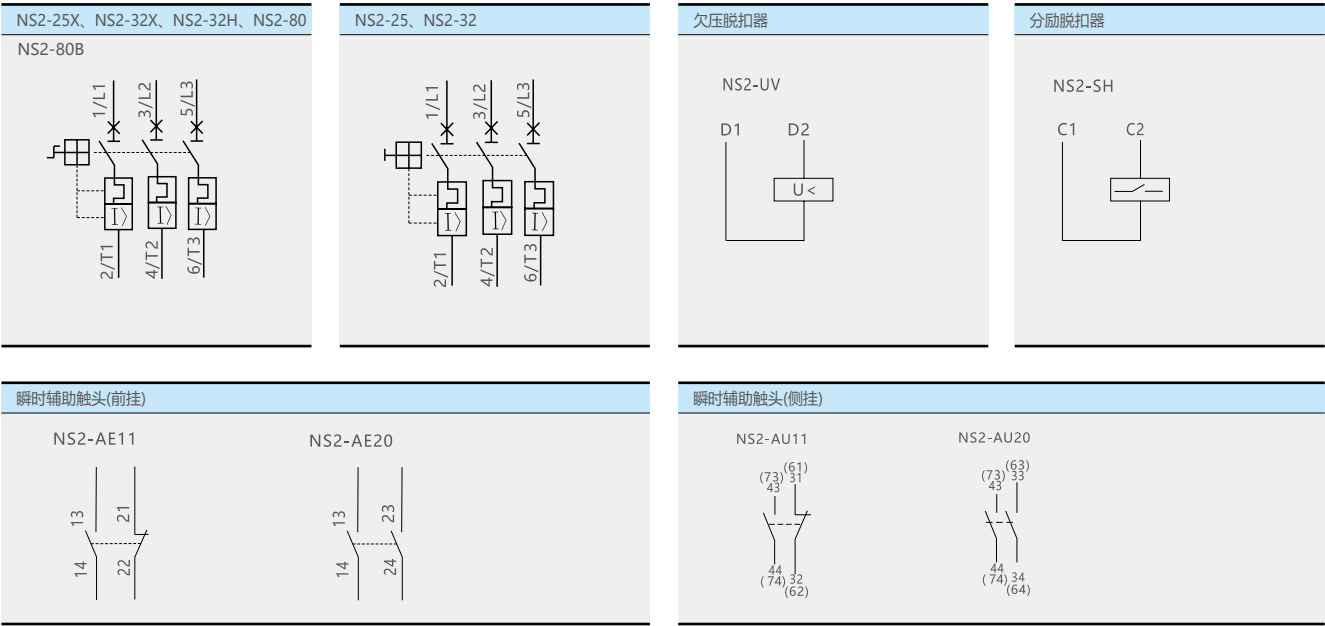 NS2-25X、NS2-32X、NS2-32H、NS2-80
NS2-80B
1/L1
3/L2
5/L3
I>
I>
I>
2/T1
4/T2
6/T3
NS2-25、NS2-32
1/L1
3/L2
5/L3
I>
I>
I>
2/T1
4/T2
6/T3
欠压脱扣器
NS2-UV
D1 D2
U<
分励脱扣器
NS2-SH
C1 C2
瞬时辅助触头(前挂)
NS2-AE11
13
21
14
22
NS2-AE20
13
23
14
24
瞬时辅助触头(侧挂)
NS2-AU11
(61)
(73) 31
43
44
(74) 32
(62)
NS2-AU20
(63)
(73) 33
43
44
(74) 34
(64)